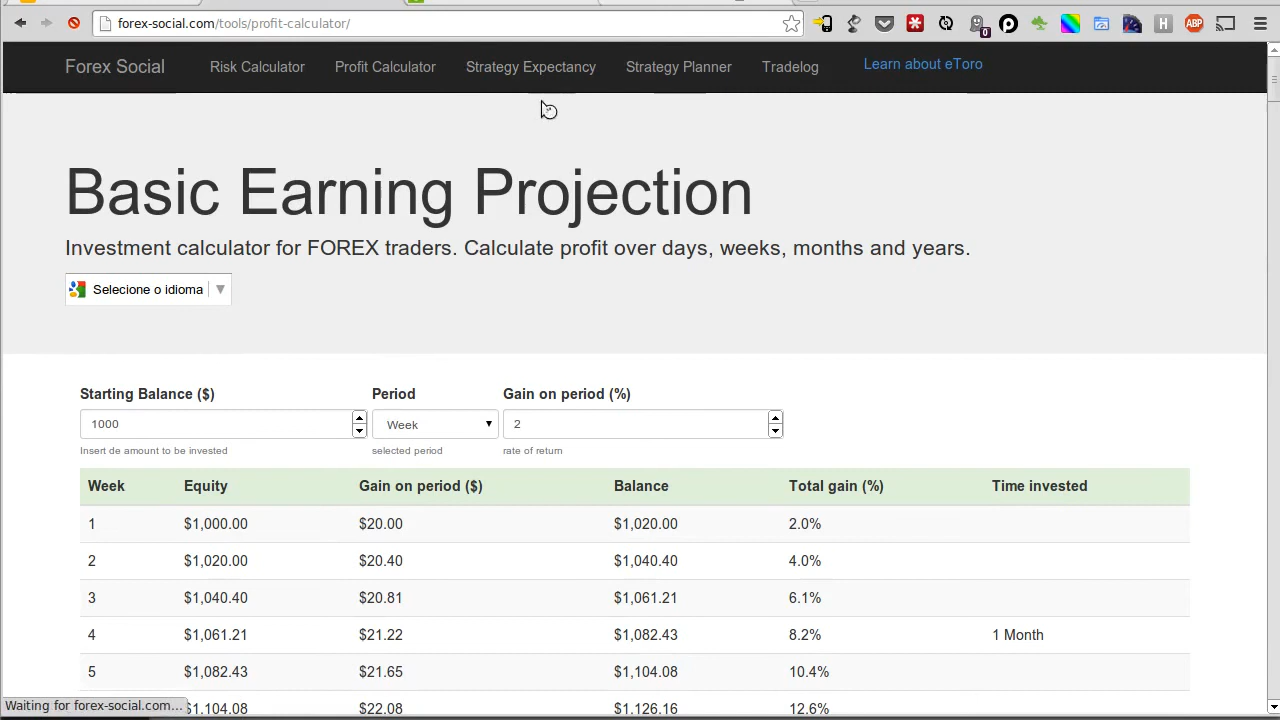 forex-social.com/tools/profit-calculator/
0 H ABP
Forex Social Risk Calculator Profit Calculator Strategy Expectancy Strategy Planner Tradelog Learn about eToro
Basic Earning Projection
Investment calculator for FOREX traders. Calculate profit over days, weeks, months and years.
Selecione o idioma
Starting Balance ($) Period Gain on period (%)
1000 Week 2
Insert de amount to be invested selected period rate of return
Week Equity Gain on period ($) Balance Total gain (%) Time invested
1 $1,000.00 $20.00 $1,020.00 2.0%
2 $1,020.00 $20.40 $1,040.40 4.0%
3 $1,040.40 $20.81 $1,061.21 6.1%
4 $1,061.21 $21.22 $1,082.43 8.2% 1 Month
5 $1,082.43 $21.65 $1,104.08 10.4%
$1,104.08 $22.08 $1,126.16 12.6%
Waiting for forex-social.com...